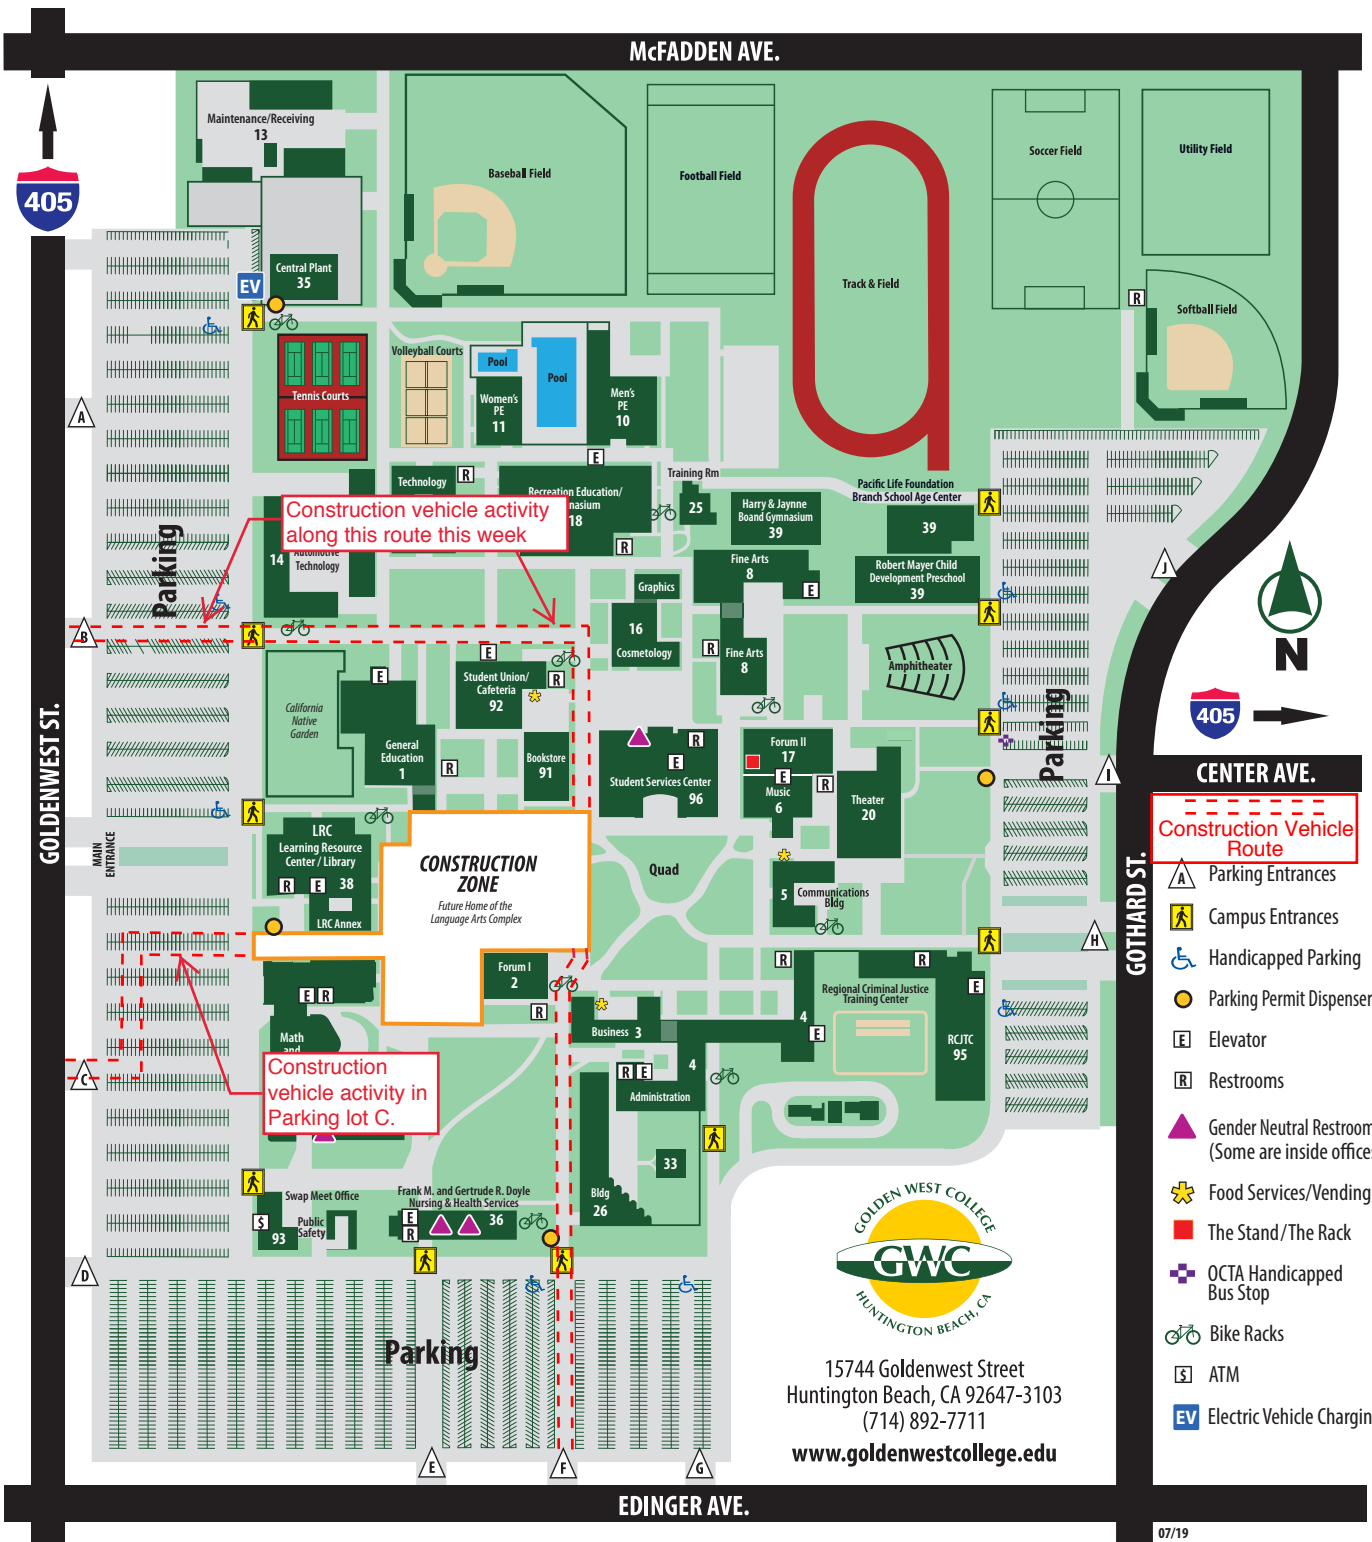 McFADDEN AVE.
405
Maintenance/Receiving
13
Baseball Field
Football Field
Soccer Field
Utility Field
Track & Field
Softball Field
R
Central Plant
35
EV
Volleyball Courts
Pool
Pool
Women's
PE
11
Men's
PE
10
Tennis Courts
A
E
Technology
R
Training Rm
Recreation Education/
18
R
25
Harry & Jaynne
Board Gymnasium
39
Pacific Life Foundation
Branch School Age Center
39
Construction vehicle activity
along this route this week
14
Automotive
Technology
Parking
Fine Arts
8
E
Robert Mayer Child
Development Preschool
39
J
N
405
Graphics
16
Cosmetology
R
Fine Arts
8
Amphitheater
B
E
Student Union/
Cafeteria
92
R
E
California
Native
Garden
General
Education
1
R
Bookstore
91
R
E
Student Services Center
96
Forum II
17
E
R
Music
6
Theater
20
Parking
I
CENTER AVE.
GOLDENWEST ST.
MAIN
ENTRANCE
LRC
Learning Resource
Center / Library
R E 38
LRC Annex
CONSTRUCTION
ZONE
Future Home of the
Language Arts Complex
Quad
5
Communications
Bldg
H
GOTHARD ST.
Construction Vehicle
Route
A Parking Entrances
Campus Entrances
Handicapped Parking
Parking Permit Dispenser
E Elevator
R Restrooms
Gender Neutral Restroom
(Some are inside office
Food Services/Vending
The Stand/The Rack
OCTA Handicapped
Bus Stop
Bike Racks
$ ATM
EV Electric Vehicle Chargin
Forum I
2
R
E R
Math
and
C
Construction
vehicle activity in
Parking lot C.
Business 3
R
R
Regional Criminal Justice
Training Center
4
E
E
RCJTC
95
R E
4
Administration
33
Bldg
26
Swap Meet Office
$
93
Public
Safety
Frank M. and Gertrude R. Doyle
Nursing & Health Services
E
R
36
D
Parking
E
F
G
GOLDEN WEST COLLEGE
GWC
HUNTINGTON BEACH, CA
15744 Goldenwest Street
Huntington Beach, CA 92647-3103
(714) 892-7711
www.goldenwestcollege.edu
EDINGER AVE.
07/19